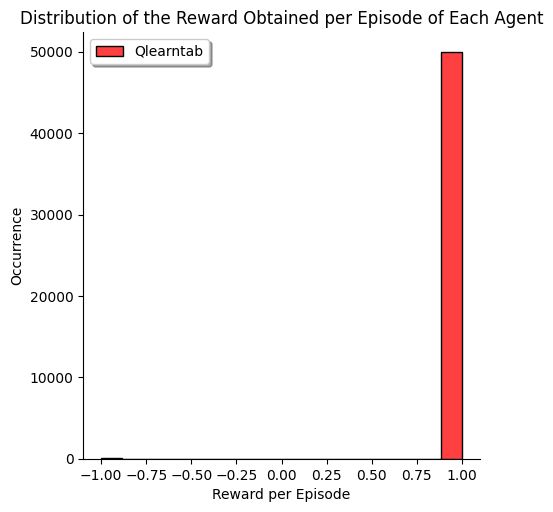 Distribution of the Reward Obtained per Episode of Each Agent
Qlearntab
50000
40000
30000
20000
10000
0
Occurrence
−1.00 −0.75 −0.50 −0.25 0.00 0.25 0.50 0.75 1.00
Reward per Episode